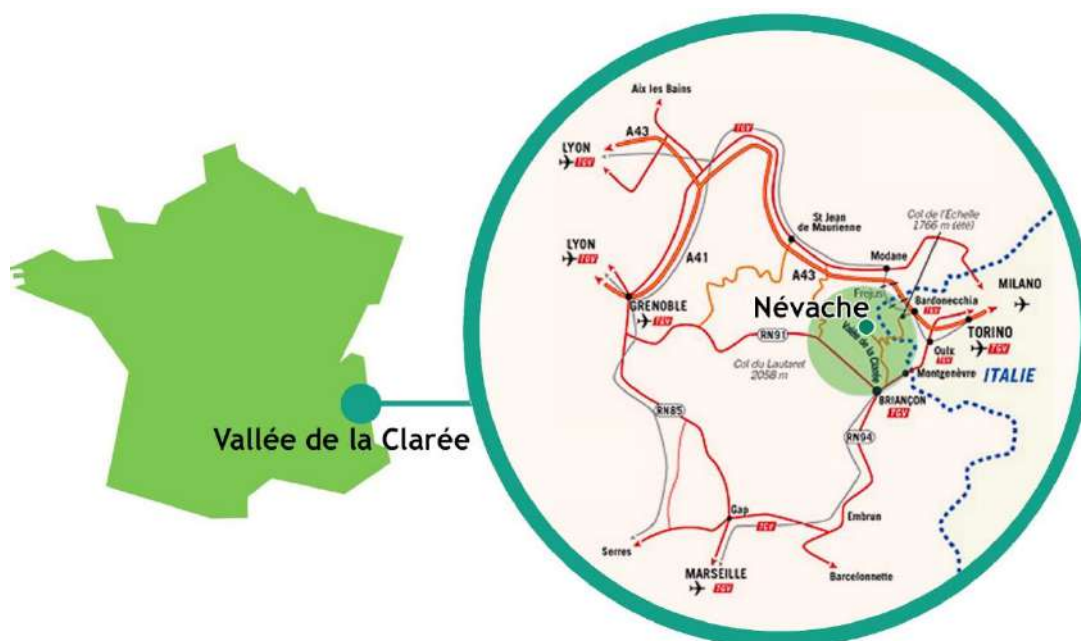 Vallée de la Clarée
Aix les Bains
A43
TGV
LYON
TGV
LYON
TGV
A41
GRENOBLE
TGV
St Jean
de Maurienne
A43
Col de l'Echelle
1766 m (été)
Modane
Fréjus
Bardonecchia
TGV
MILANO
TORINO
TGV
Oulx
TGV
Névache
Vallée de la Clarée
RN91
Col du Lautaret
2058 m
Montgenèvre
ITALIE
BRIANÇON
TGV
RN85
RN94
Gap
TGV
Embrun
Serres
MARSEILLE
TGV
Barcelonnette